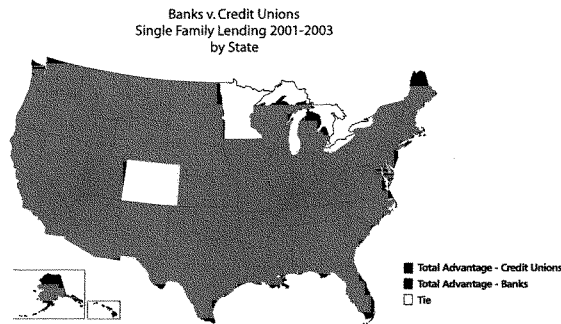 Banks v. Credit Unions
Single Family Lending 2001-2003
by State
Total Advantage - Credit Unions
Total Advantage - Banks
Tie